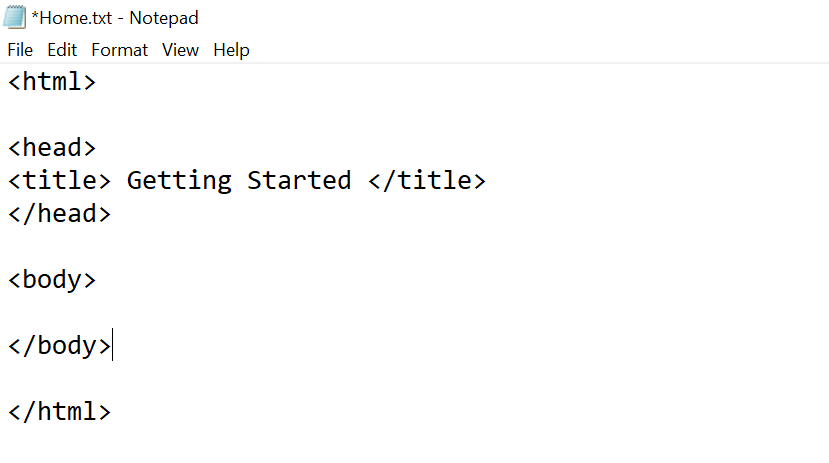 *Home.txt - Notepad
File Edit Format View Help
<html>
<head>
<title> Getting Started </title>
</head>
<body>
</body>
</html>